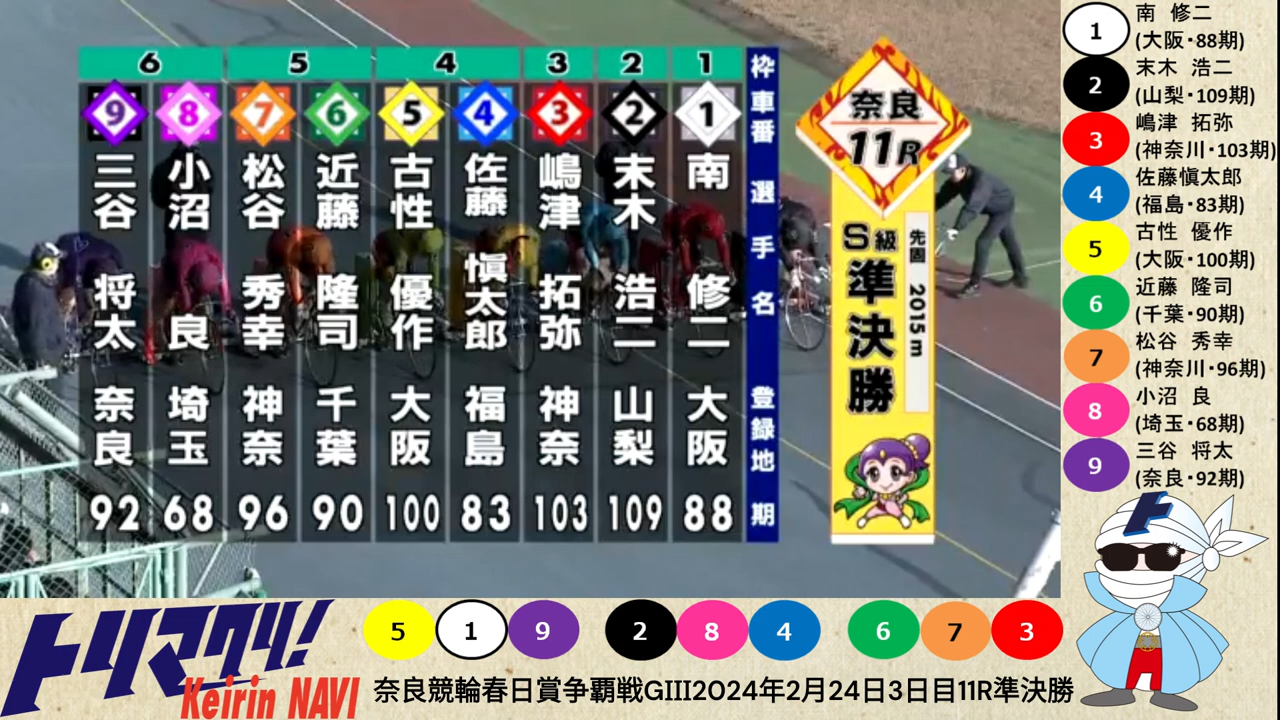 6 5 4 3 2 1 枠
9 8 7 6 5 4 3 2 1 車番
三谷 小沼 松谷 近藤 古性 佐藤 嶋津 末木 南 選手名
将太 良 秀幸 隆司 優作 慎太郎 拓弥 浩二 修二
奈良 埼玉 神奈 千葉 大阪 福島 神奈 山梨 大阪 登録地
92 68 96 90 100 83 103 109 88 期
奈良
11R
S級
準決勝
先固 2015m
1 南 修二
(大阪・88期)
2 末木 浩二
(山梨・109期)
3 嶋津 拓弥
(神奈川・103期)
4 佐藤慎太郎
(福島・83期)
5 古性 優作
(大阪・100期)
6 近藤 隆司
(千葉・90期)
7 松谷 秀幸
(神奈川・96期)
8 小沼 良
(埼玉・68期)
9 三谷 将太
(奈良・92期)
トリマクリ!
Keirin NAVI
5 1 9 2 8 4 6 7 3
奈良競輪春日賞争覇戦GIII2024年2月24日3日目11R準決勝